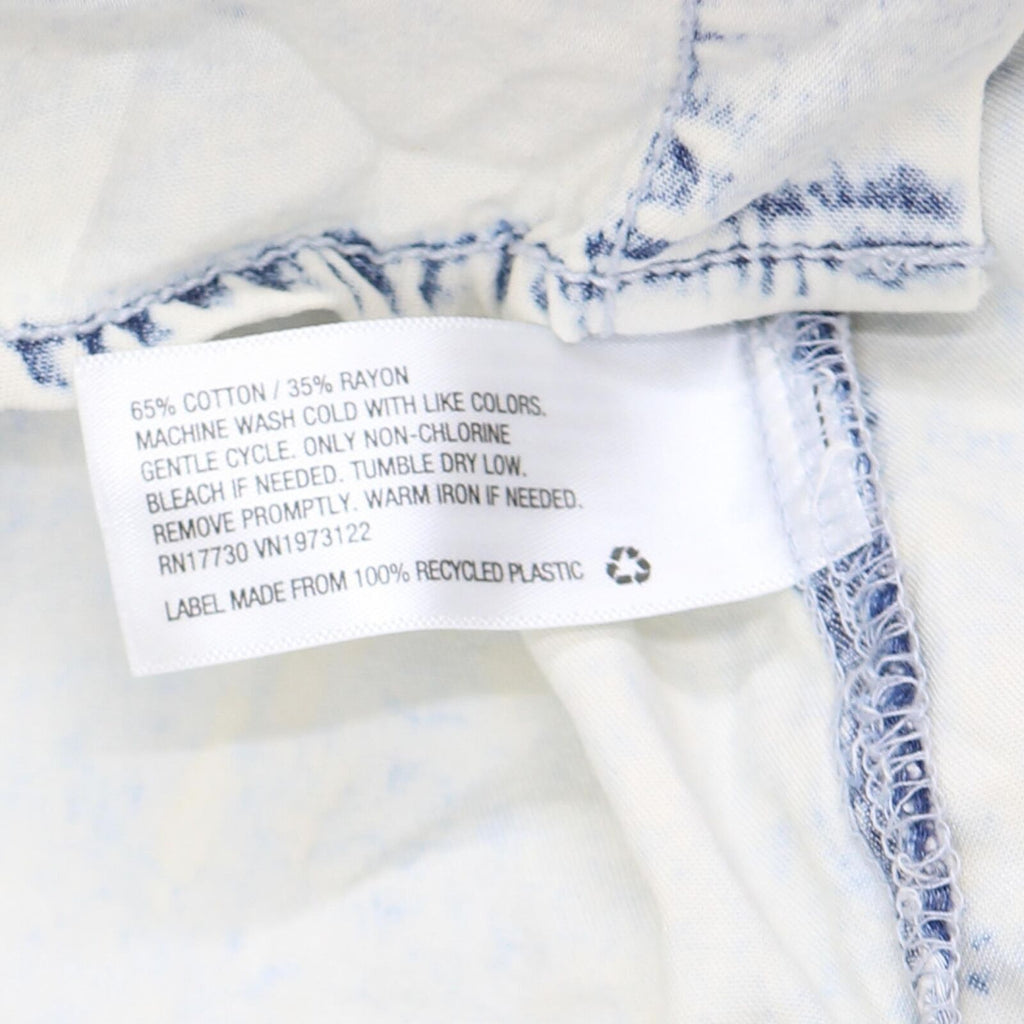 65% COTTON / 35% RAYON
MACHINE WASH COLD WITH LIKE COLORS.
GENTLE CYCLE. ONLY NON-CHLORINE
BLEACH IF NEEDED. TUMBLE DRY LOW.
REMOVE PROMPTLY. WARM IRON IF NEEDED.
RN17730 VN1973122
LABEL MADE FROM 100% RECYCLED PLASTIC